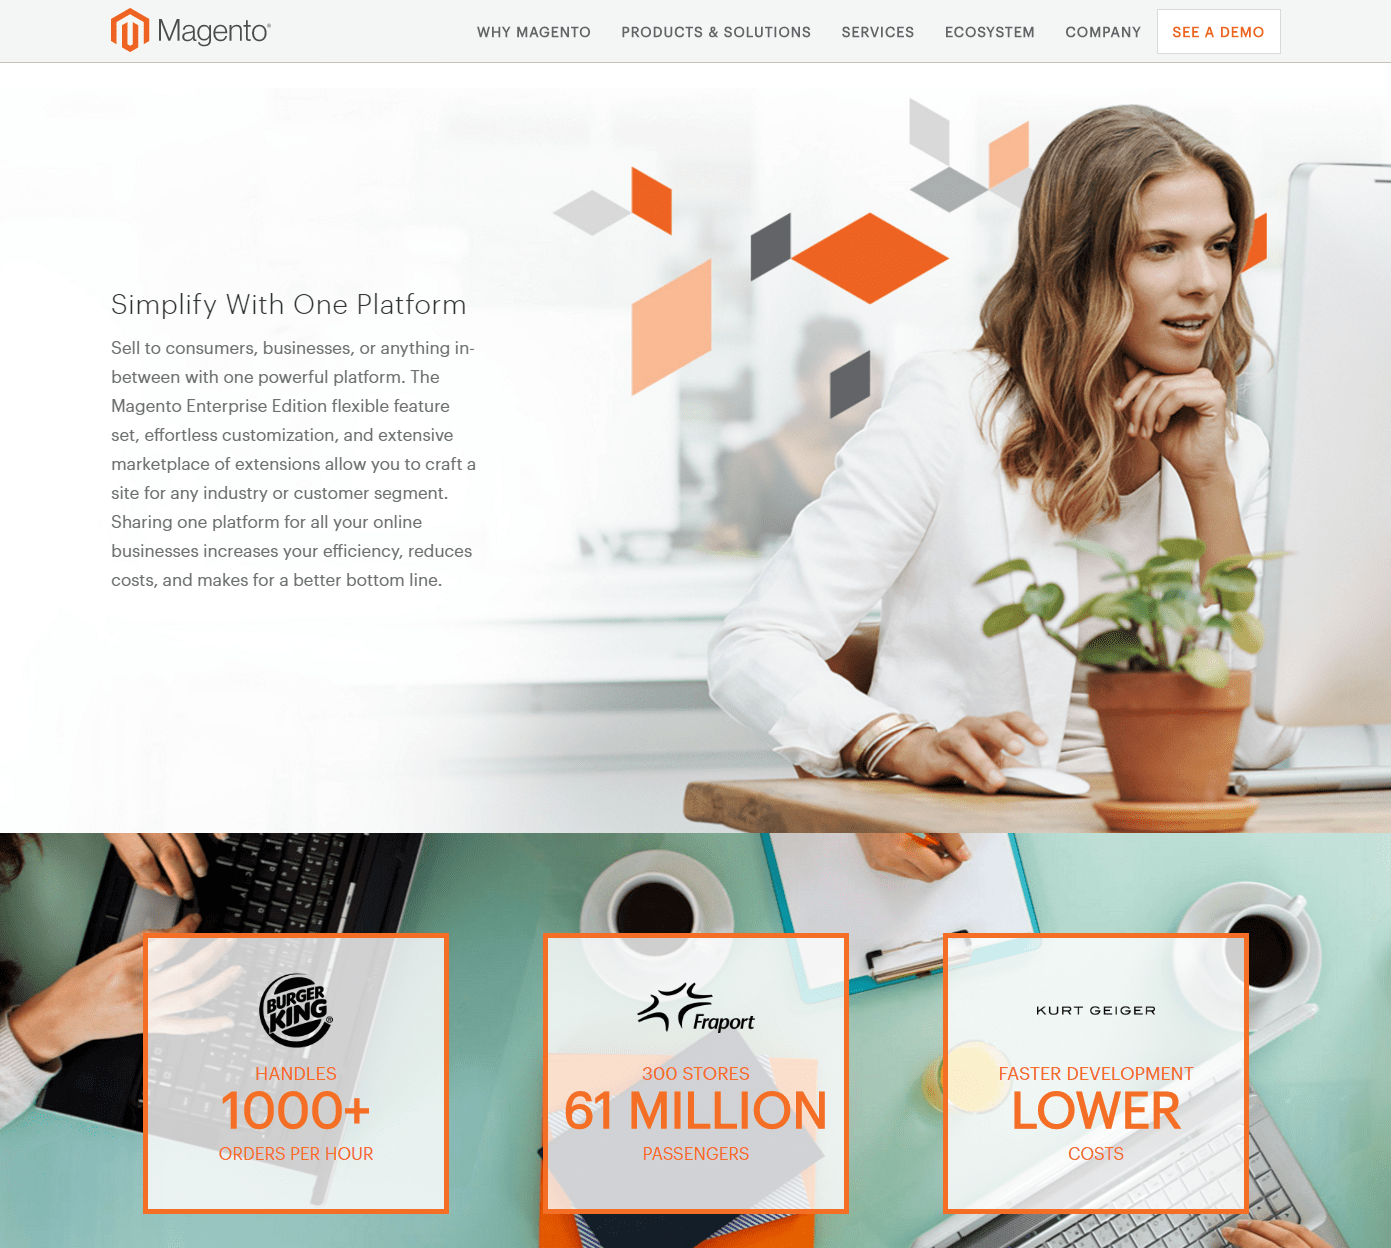 Magento®
WHY MAGENTO
PRODUCTS & SOLUTIONS
SERVICES
ECOSYSTEM
COMPANY
SEE A DEMO
Simplify With One Platform
Sell to consumers, businesses, or anything in-
between with one powerful platform. The
Magento Enterprise Edition flexible feature
set, effortless customization, and extensive
marketplace of extensions allow you to craft a
site for any industry or customer segment.
Sharing one platform for all your online
businesses increases your efficiency, reduces
costs, and makes for a better bottom line.
BURGER
KING®
HANDLES
1000+
ORDERS PER HOUR
Fraport
300 STORES
61 MILLION
PASSENGERS
KURT GEIGER
FASTER DEVELOPMENT
LOWER
COSTS